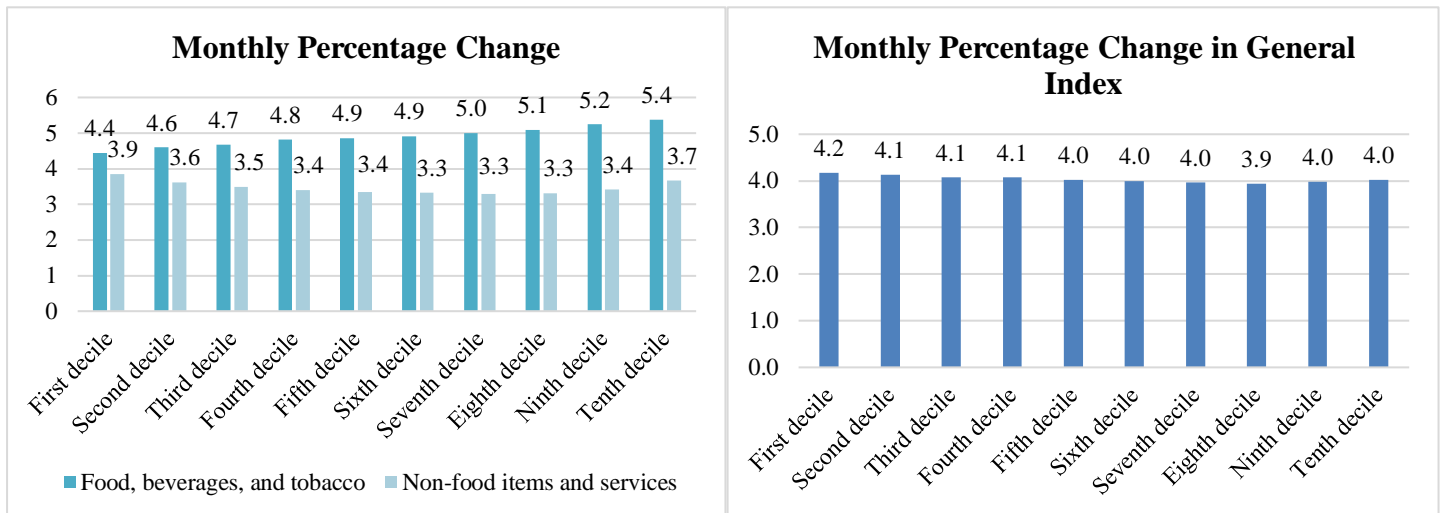 Monthly Percentage Change
6
5
4
3
2
1
0
4.4
4.6
4.7
4.8
4.9
4.9
5.0
5.1
5.2
5.4
3.9
3.6
3.5
3.4
3.4
3.3
3.3
3.3
3.4
3.7
First decile
Second decile
Third decile
Fourth decile
Fifth decile
Sixth decile
Seventh decile
Eighth decile
Ninth decile
Tenth decile
Food, beverages, and tobacco
Non-food items and services
Monthly Percentage Change in General
Index
5.0
4.0
3.0
2.0
1.0
0.0
4.2
4.1
4.1
4.1
4.0
4.0
4.0
3.9
4.0
4.0
First decile
Second decile
Third decile
Fourth decile
Fifth decile
Sixth decile
Seventh decile
Eighth decile
Ninth decile
Tenth decile